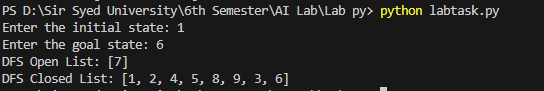 PS D:\Sir Syed University\6th Semester\AI Lab\Lab py> python labtask.py
Enter the initial state: 1
Enter the goal state: 6
DFS Open List: [7]
DFS Closed List: [1, 2, 4, 5, 8, 9, 3, 6]